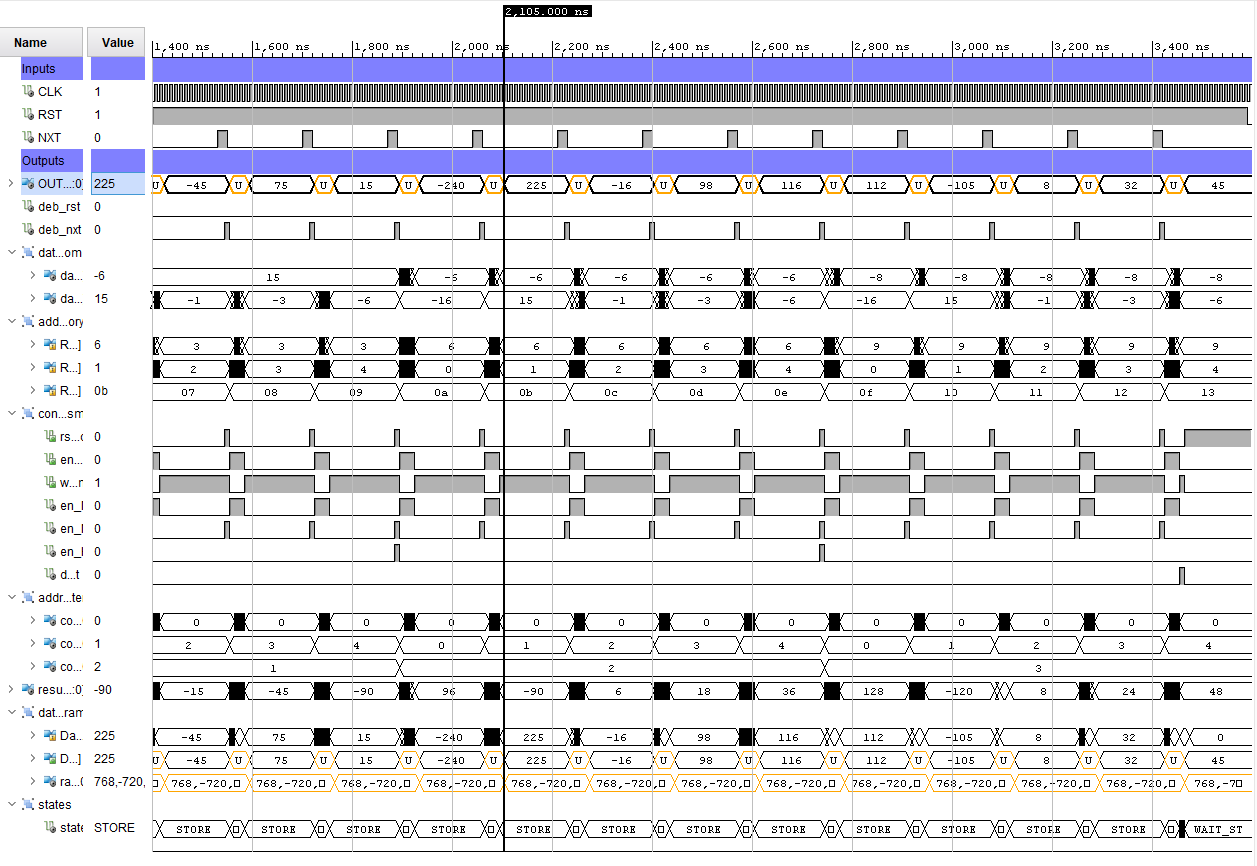 2,105.000 ns
Name Value 1,400 ns 1,600 ns 1,800 ns 2,000 ns 2,200 ns 2,400 ns 2,600 ns 2,800 ns 3,000 ns 3,200 ns 3,400 ns
Inputs
CLK 1
RST 1
NXT 0
Outputs
OUT...:0] 225 U -45 U 75 U 15 U -240 U 225 U -16 U 98 U 116 U 112 U -105 U 8 U 32 U 45
deb_rst 0
deb_nxt 0
dat...om
da... -6 15 -6 -6 -6 -6 -6 -8 -8 -8 -8 -8
da... 15 -1 -3 -6 -16 15 -1 -3 -6 -16 15 -1 -3 -6
add...ory
R...] 6 3 3 3 6 6 6 6 6 9 9 9 9 9
R...] 1 2 3 4 0 1 2 3 4 0 1 2 3 4
R...] 0b 07 08 09 0a 0b 0c 0d 0e 0f 10 11 12 13
con...sm
rs... 0
en... 0
w... 1
en_l 0
en_l 0
en_l 0
d...t 0
addr...te
co... 0 0 0 0 0 0 0 0 0 0 0 0 0 0
co... 1 2 3 4 0 1 2 3 4 0 1 2 3 4
co... 2 1 2 3
resu...:0] -90 -15 -45 -90 96 -90 6 18 36 128 -120 8 24 48
dat...ram
Da... 225 -45 75 15 -240 225 -16 98 116 112 -105 8 32 0
D...] 225 U -45 U 75 U 15 U -240 U 225 U -16 U 98 U 116 U 112 U -105 U 8 U 32 U 45
ra... 768,-720, 768,-720, 768,-720, 768,-720, 768,-720, 768,-720, 768,-720, 768,-720, 768,-720, 768,-720, 768,-720, 768,-720, 768,-720, 768,-70
states
state STORE STORE STORE STORE STORE STORE STORE STORE STORE STORE STORE STORE STORE WAIT_ST